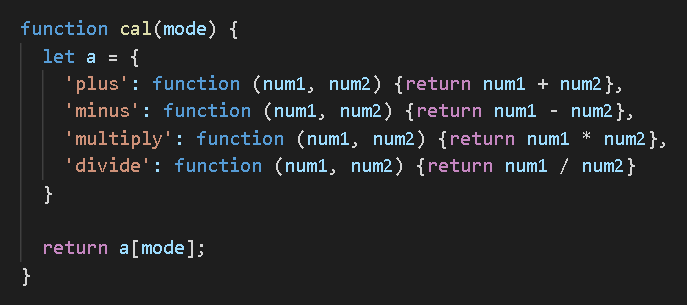 function cal(mode) {
  let a = {
    'plus': function (num1, num2) {return num1 + num2},
    'minus': function (num1, num2) {return num1 - num2},
    'multiply': function (num1, num2) {return num1 * num2},
    'divide': function (num1, num2) {return num1 / num2}
  }

  return a[mode];
}